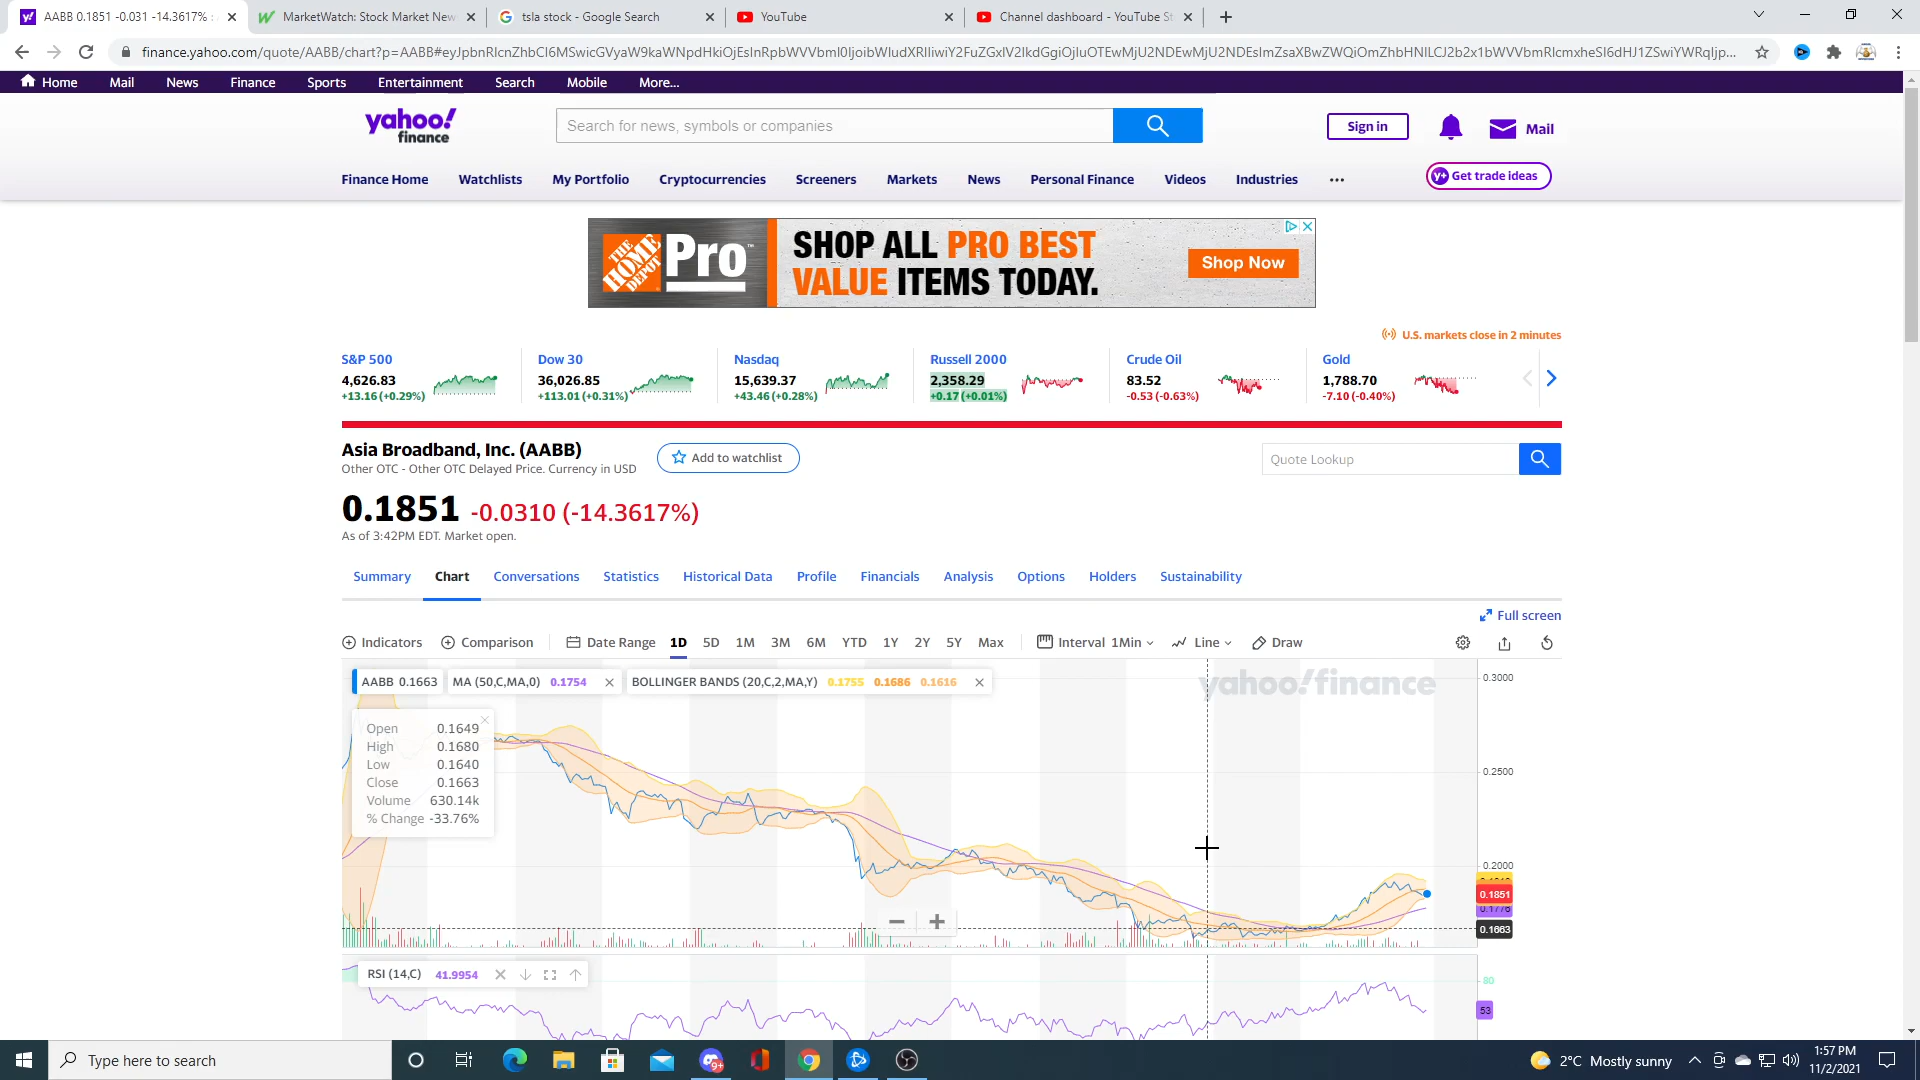 AABB 0.1851 -0.031 -14.3617%
MarketWatch: Stock Market New
tsla stock - Google Search
YouTube
Channel dashboard - YouTube St
Home
Mail
News
Finance
Sports
Entertainment
Search
Mobile
More...
yahoo!
finance
Search for news, symbols or companies
Sign in
Mail
Finance Home
Watchlists
My Portfolio
Cryptocurrencies
Screeners
Markets
News
Personal Finance
Videos
Industries
...
Y+ Get trade ideas
THE HOME DEPOT
Pro™
SHOP ALL PRO BEST
VALUE ITEMS TODAY.
Shop Now
U.S. markets close in 2 minutes
S&P 500
4,626.83
+13.16 (+0.29%)
Dow 30
36,026.85
+113.01 (+0.31%)
Nasdaq
15,639.37
+43.46 (+0.28%)
Russell 2000
2,358.29
+0.17 (+0.01%)
Crude Oil
83.52
-0.53 (-0.63%)
Gold
1,788.70
-7.10 (-0.40%)
Asia Broadband, Inc. (AABB)
Other OTC - Other OTC Delayed Price. Currency in USD
Add to watchlist
Quote Lookup
0.1851 -0.0310 (-14.3617%)
As of 3:42PM EDT. Market open.
Summary
Chart
Conversations
Statistics
Historical Data
Profile
Financials
Analysis
Options
Holders
Sustainability
Full screen
Indicators
Comparison
Date Range
1D
5D
1M
3M
6M
YTD
1Y
2Y
5Y
Max
Interval 1Min
Line
Draw
AABB 0.1663
MA (50,C,MA,0) 0.1754
BOLLINGER BANDS (20,C,2,MA,Y) 0.1755 0.1686 0.1616
yahoo!finance
0.3000
Open 0.1649
High 0.1680
Low 0.1640
Close 0.1663
Volume 630.14k
% Change -33.76%
0.2500
0.2000
0.1851
0.1776
0.1663
RSI (14,C) 41.9954
80
53
Type here to search
9+
2°C Mostly sunny
1:57 PM
11/2/2021